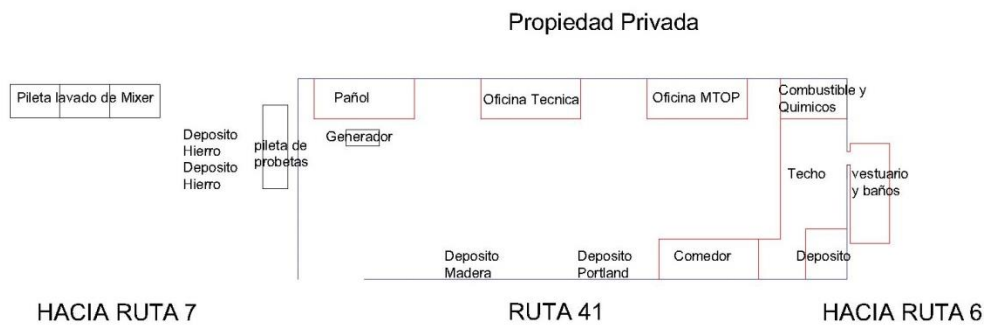 Propiedad Privada
Pileta lavado de Mixer
Pañol
Oficina Tecnica
Oficina MTOP
Combustible y
Quimicos
Deposito
Hierro
Deposito
Hierro
pileta de
probetas
Generador
Techo
vestuario
y baños
Deposito
Madera
Deposito
Portland
Comedor
Deposito
HACIA RUTA 7
RUTA 41
HACIA RUTA 6